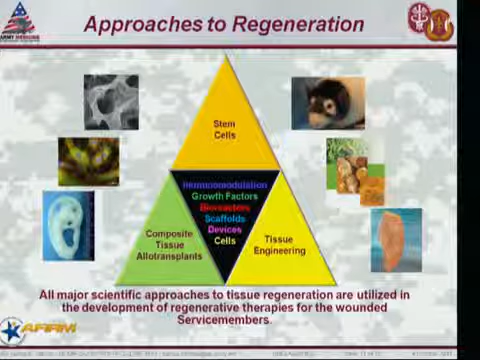 Approaches to Regeneration
ARMY MEDICINE
Stem
Cells
Immunomodulation
Growth Factors
Bioreactors
Scaffolds
Devices
Cells
Composite
Tissue
Allotransplants
Tissue
Engineering
All major scientific approaches to tissue regeneration are utilized in
the development of regenerative therapies for the wounded
Servicemembers.
AFIRM